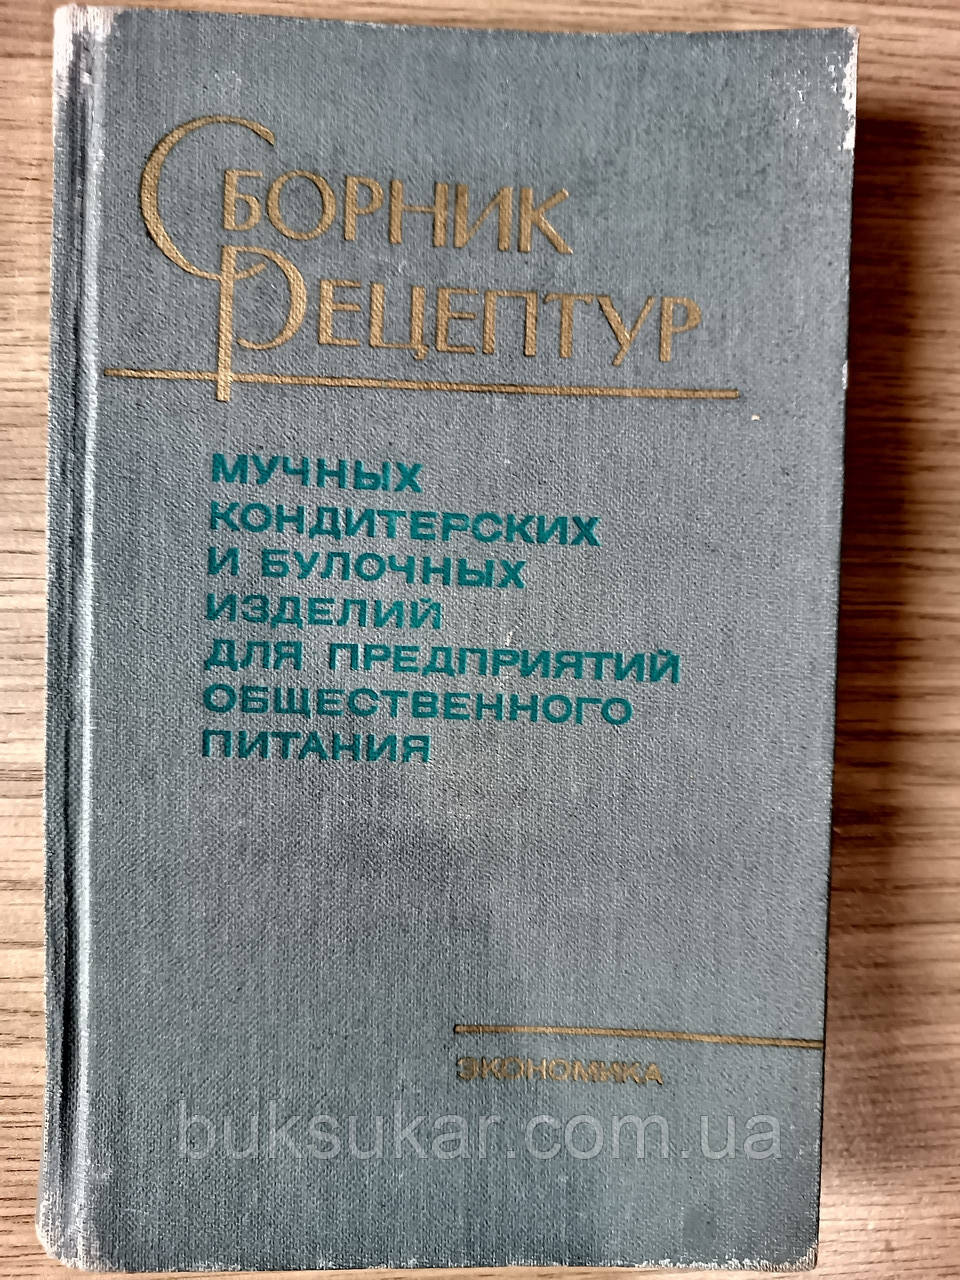 СБОРНИК
РЕЦЕПТУР
МУЧНЫХ
КОНДИТЕРСКИХ
И БУЛОЧНЫХ
ИЗДЕЛИЙ
ДЛЯ ПРЕДПРИЯТИЙ
ОБЩЕСТВЕННОГО
ПИТАНИЯ
ЭКОНОМИКА
buksukar.com.ua